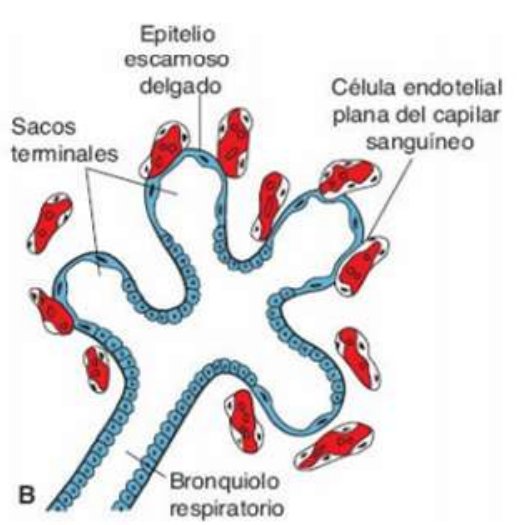 Epitelio
escamoso
delgado
Célula endotelial
plana del capilar
sanguíneo
Sacos
terminales
Bronquiolo
respiratorio
B